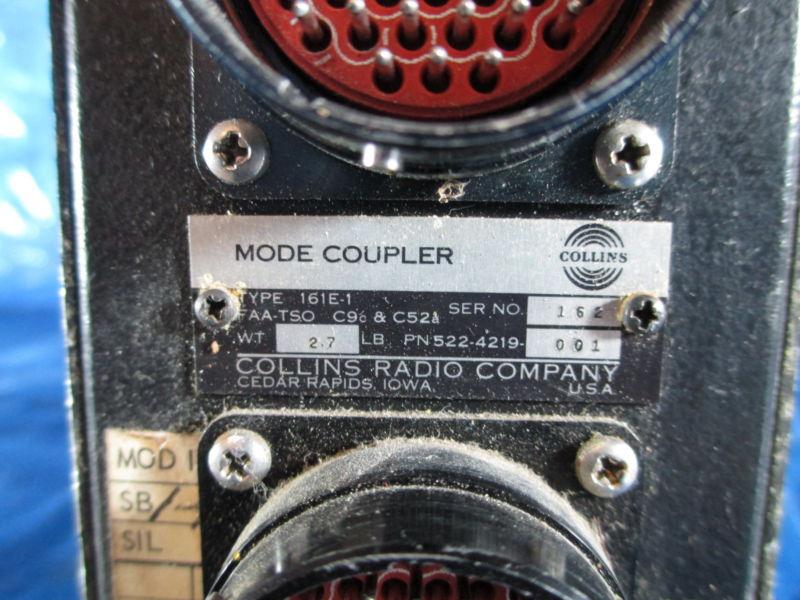 MODE COUPLER
COLLINS
TYPE 161E-1
FAA-TSO C9c & C52a
SER NO. 162
WT 2.7 LB PN 522-4219-001
COLLINS RADIO COMPANY
CEDAR RAPIDS, IOWA U.S.A.
MOD
SB/
SIL